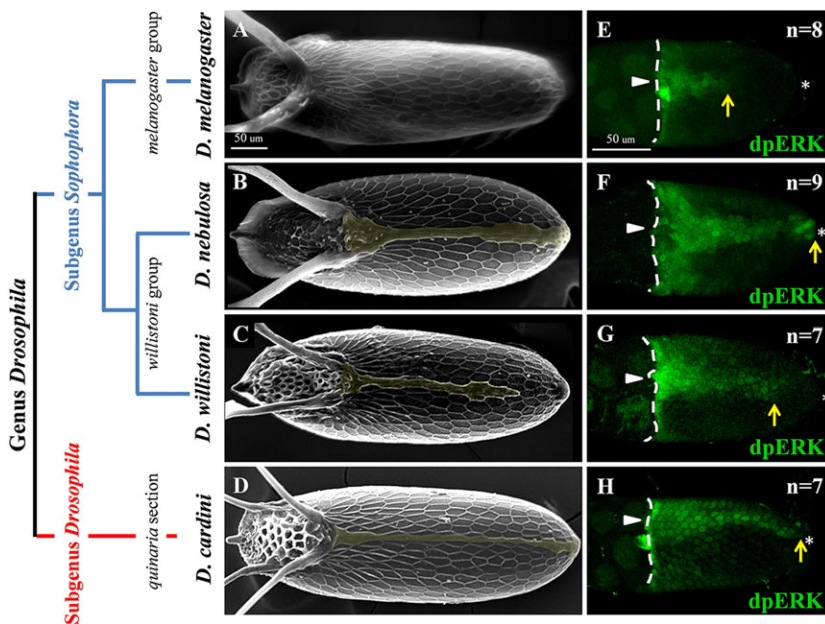 Genus Drosophila
Subgenus Sophophora
Subgenus Drosophila
melanogaster group
willistoni group
quinaria section
D. melanogaster
D. nebulosa
D. willistoni
D. cardini
A
50 um
E
n=8
*
50 um
dpERK
B
F
n=9
*
dpERK
C
G
n=7
*
dpERK
D
H
n=7
*
dpERK